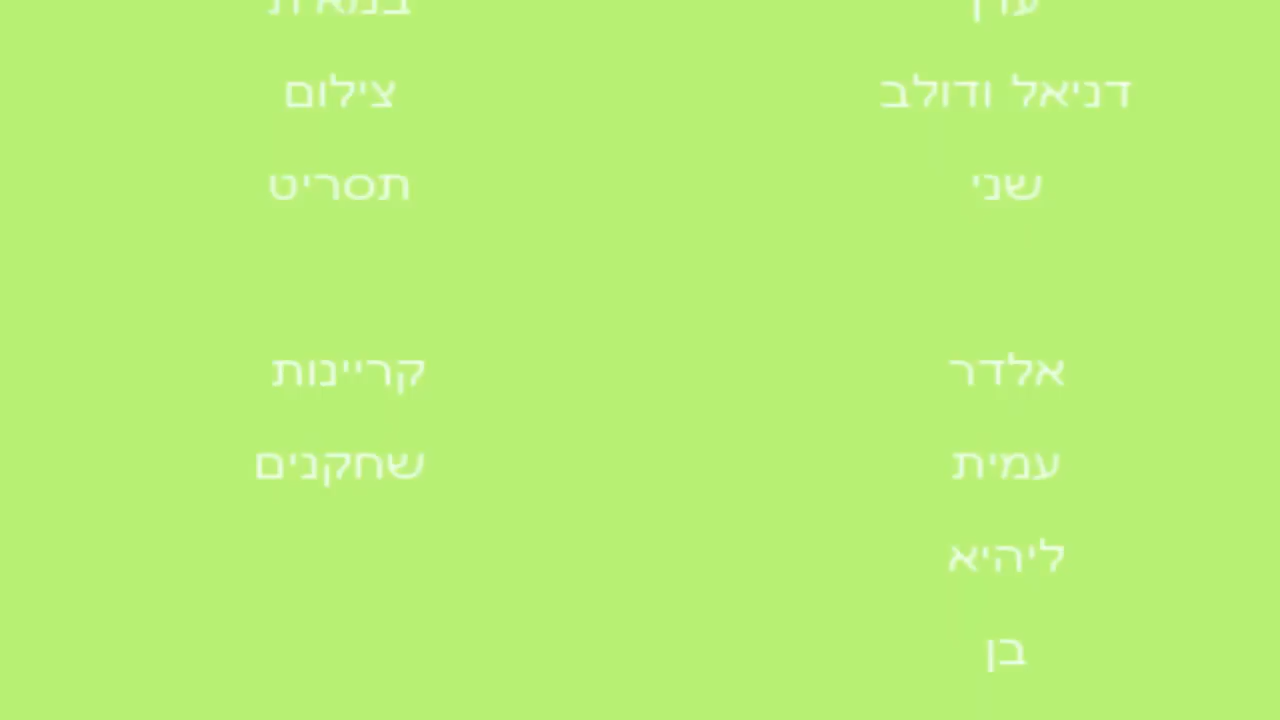 צילום דניאל ודולב
תסריט שני
קריינות אלדר
שחקנים עמית
ליהיא
בן